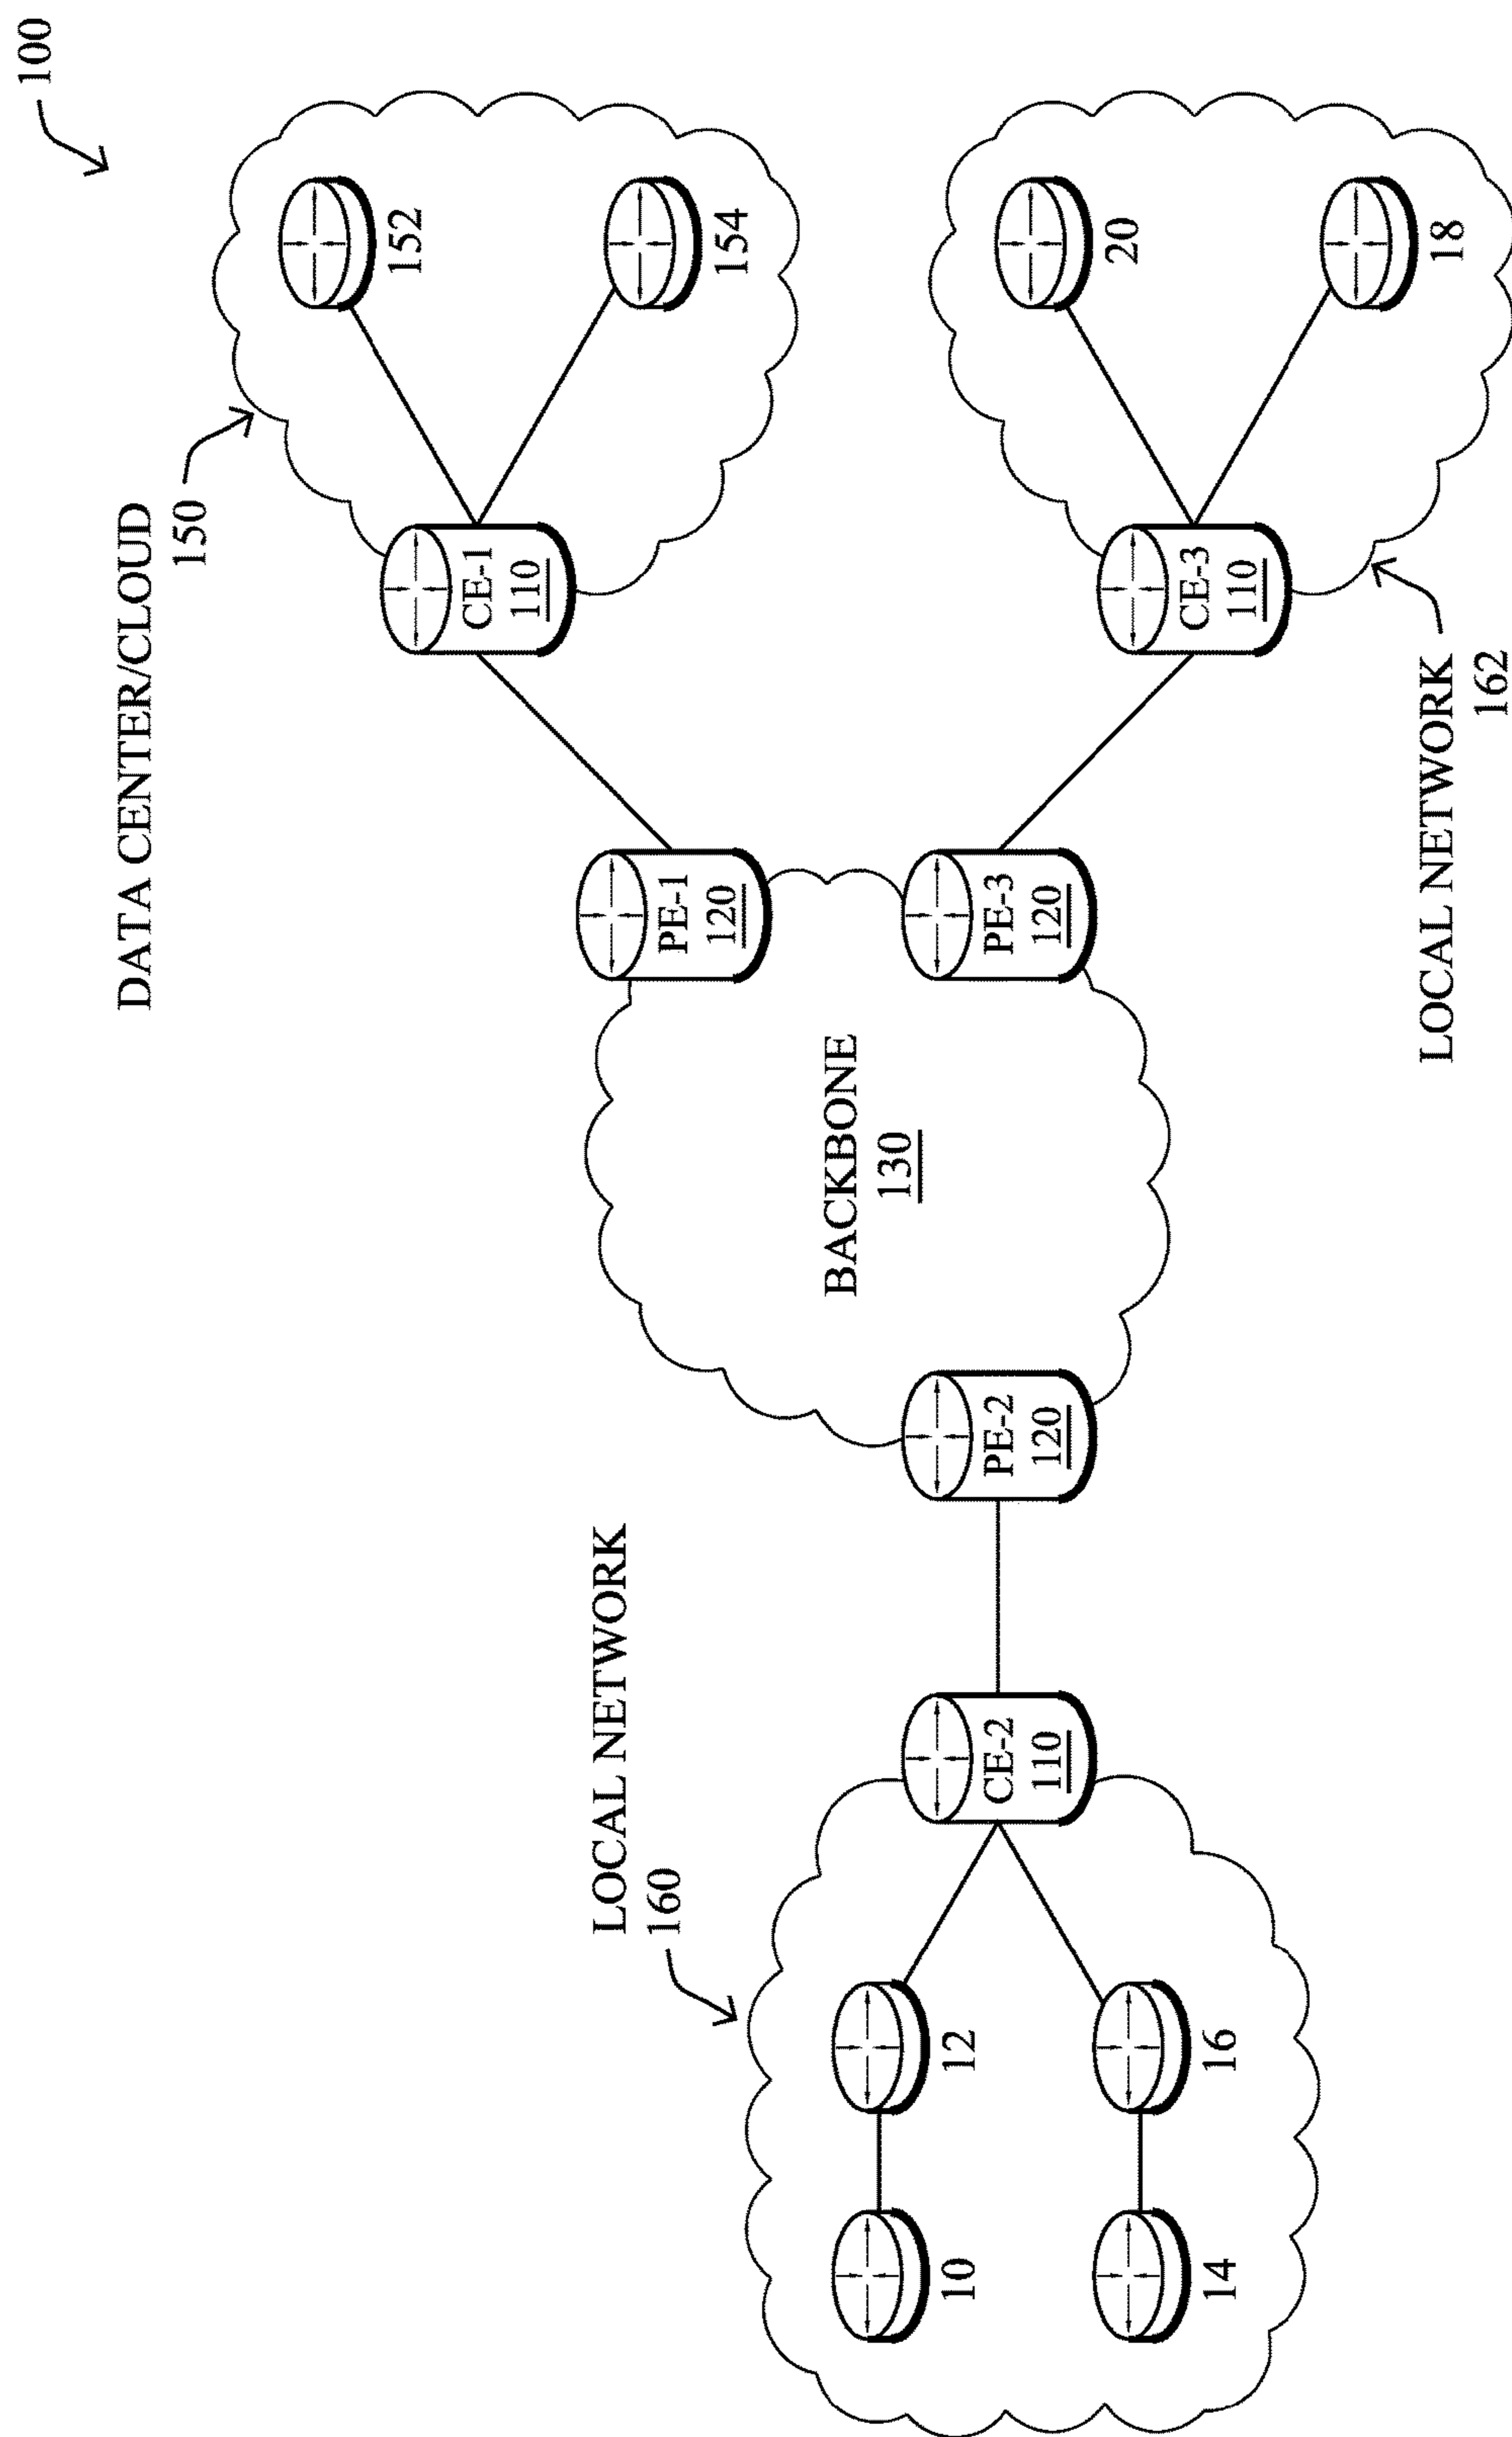 100
DATA CENTER/CLOUD
150
152
154
CE-1
110
PE-1
120
LOCAL NETWORK
160
BACKBONE
130
10
12
14
16
CE-2
110
PE-2
120
PE-3
120
CE-3
110
20
18
LOCAL NETWORK
162